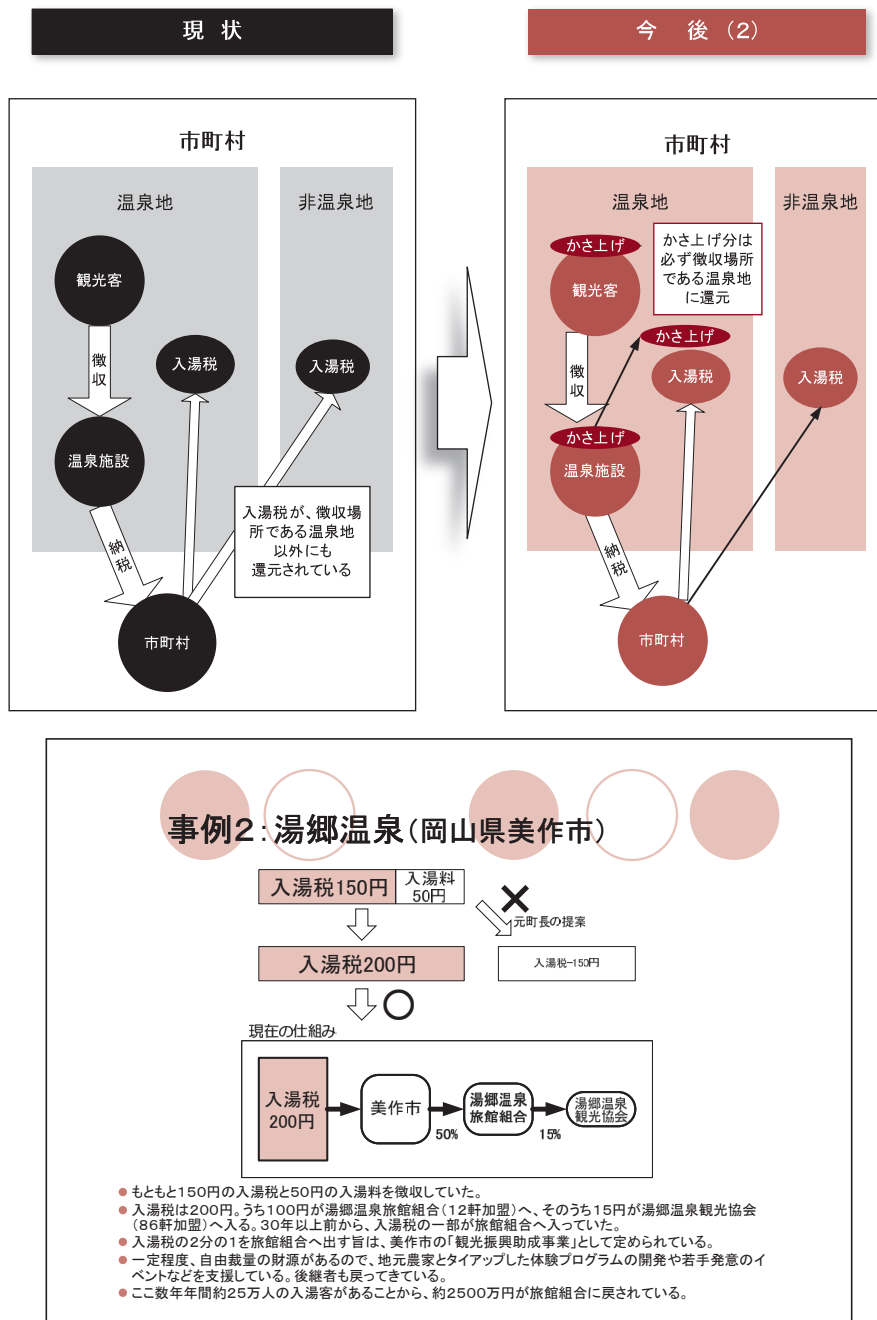 現 状
今 後 (2)
市町村
温泉地
非温泉地
観光客
徴収
入湯税
入湯税
温泉施設
入湯税が、徴収場
所である温泉地
以外にも
還元されている
納税
市町村
市町村
温泉地
非温泉地
かさ上げ
観光客
かさ上げ分は
必ず徴収場所
である温泉地
に還元
かさ上げ
徴収
入湯税
入湯税
かさ上げ
温泉施設
納税
市町村
事例2:湯郷温泉(岡山県美作市)
入湯税150円
入湯料
50円
元町長の提案
入湯税200円
入湯税=150円
現在の仕組み
入湯税
200円
美作市
50%
湯郷温泉
旅館組合
15%
湯郷温泉
観光協会
● もともと150円の入湯税と50円の入湯料を徴収していた。
● 入湯税は200円。うち100円が湯郷温泉旅館組合(12軒加盟)へ、そのうち15円が湯郷温泉観光協会
(86軒加盟)へ入る。30年以上前から、入湯税の一部が旅館組合へ入っていた。
● 入湯税の2分の1を旅館組合へ出す旨は、美作市の「観光振興助成事業」として定められている。
● 一定程度、自由裁量の財源があるので、地元農家とタイアップした体験プログラムの開発や若手発意のイ
ベントなどを支援している。後継者も戻ってきている。
● ここ数年年間約25万人の入湯客があることから、約2500万円が旅館組合に戻されている。